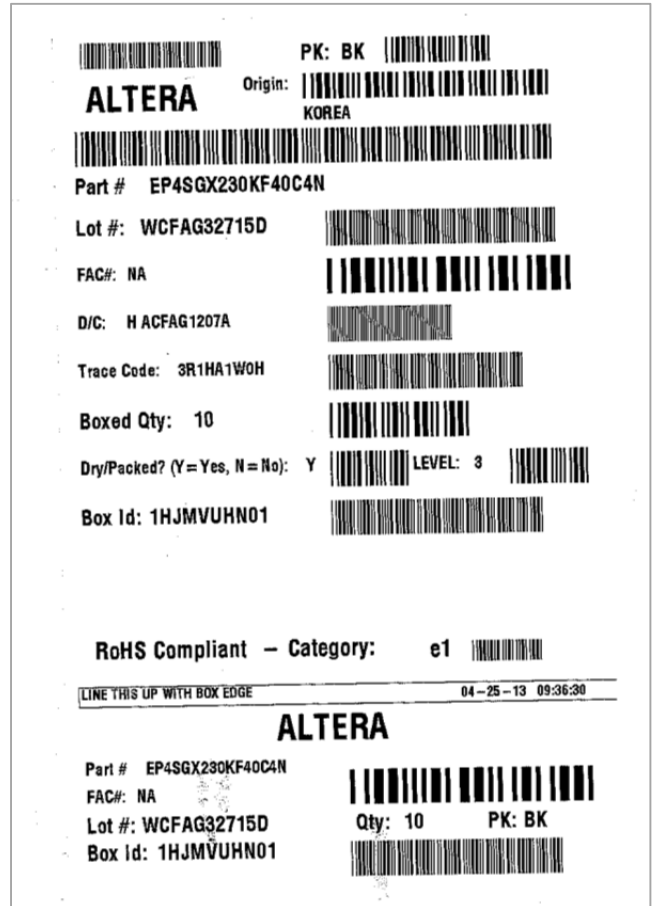 PK: BK
ALTERA
Origin:
KOREA
Part # EP4SGX230KF40C4N
Lot #: WCFAG32715D
FAC#: NA
D/C: H ACFAG1207A
Trace Code: 3R1HA1W0H
Boxed Qty: 10
Dry/Packed? (Y=Yes, N=No): Y LEVEL: 3
Box Id: 1HJMVUHN01
RoHS Compliant – Category: e1
LINE THIS UP WITH BOX EDGE 04–25–13 09:36:30
ALTERA
Part # EP4SGX230KF40C4N
FAC#: NA
Lot #: WCFAG32715D Qty: 10 PK: BK
Box Id: 1HJMVUHN01